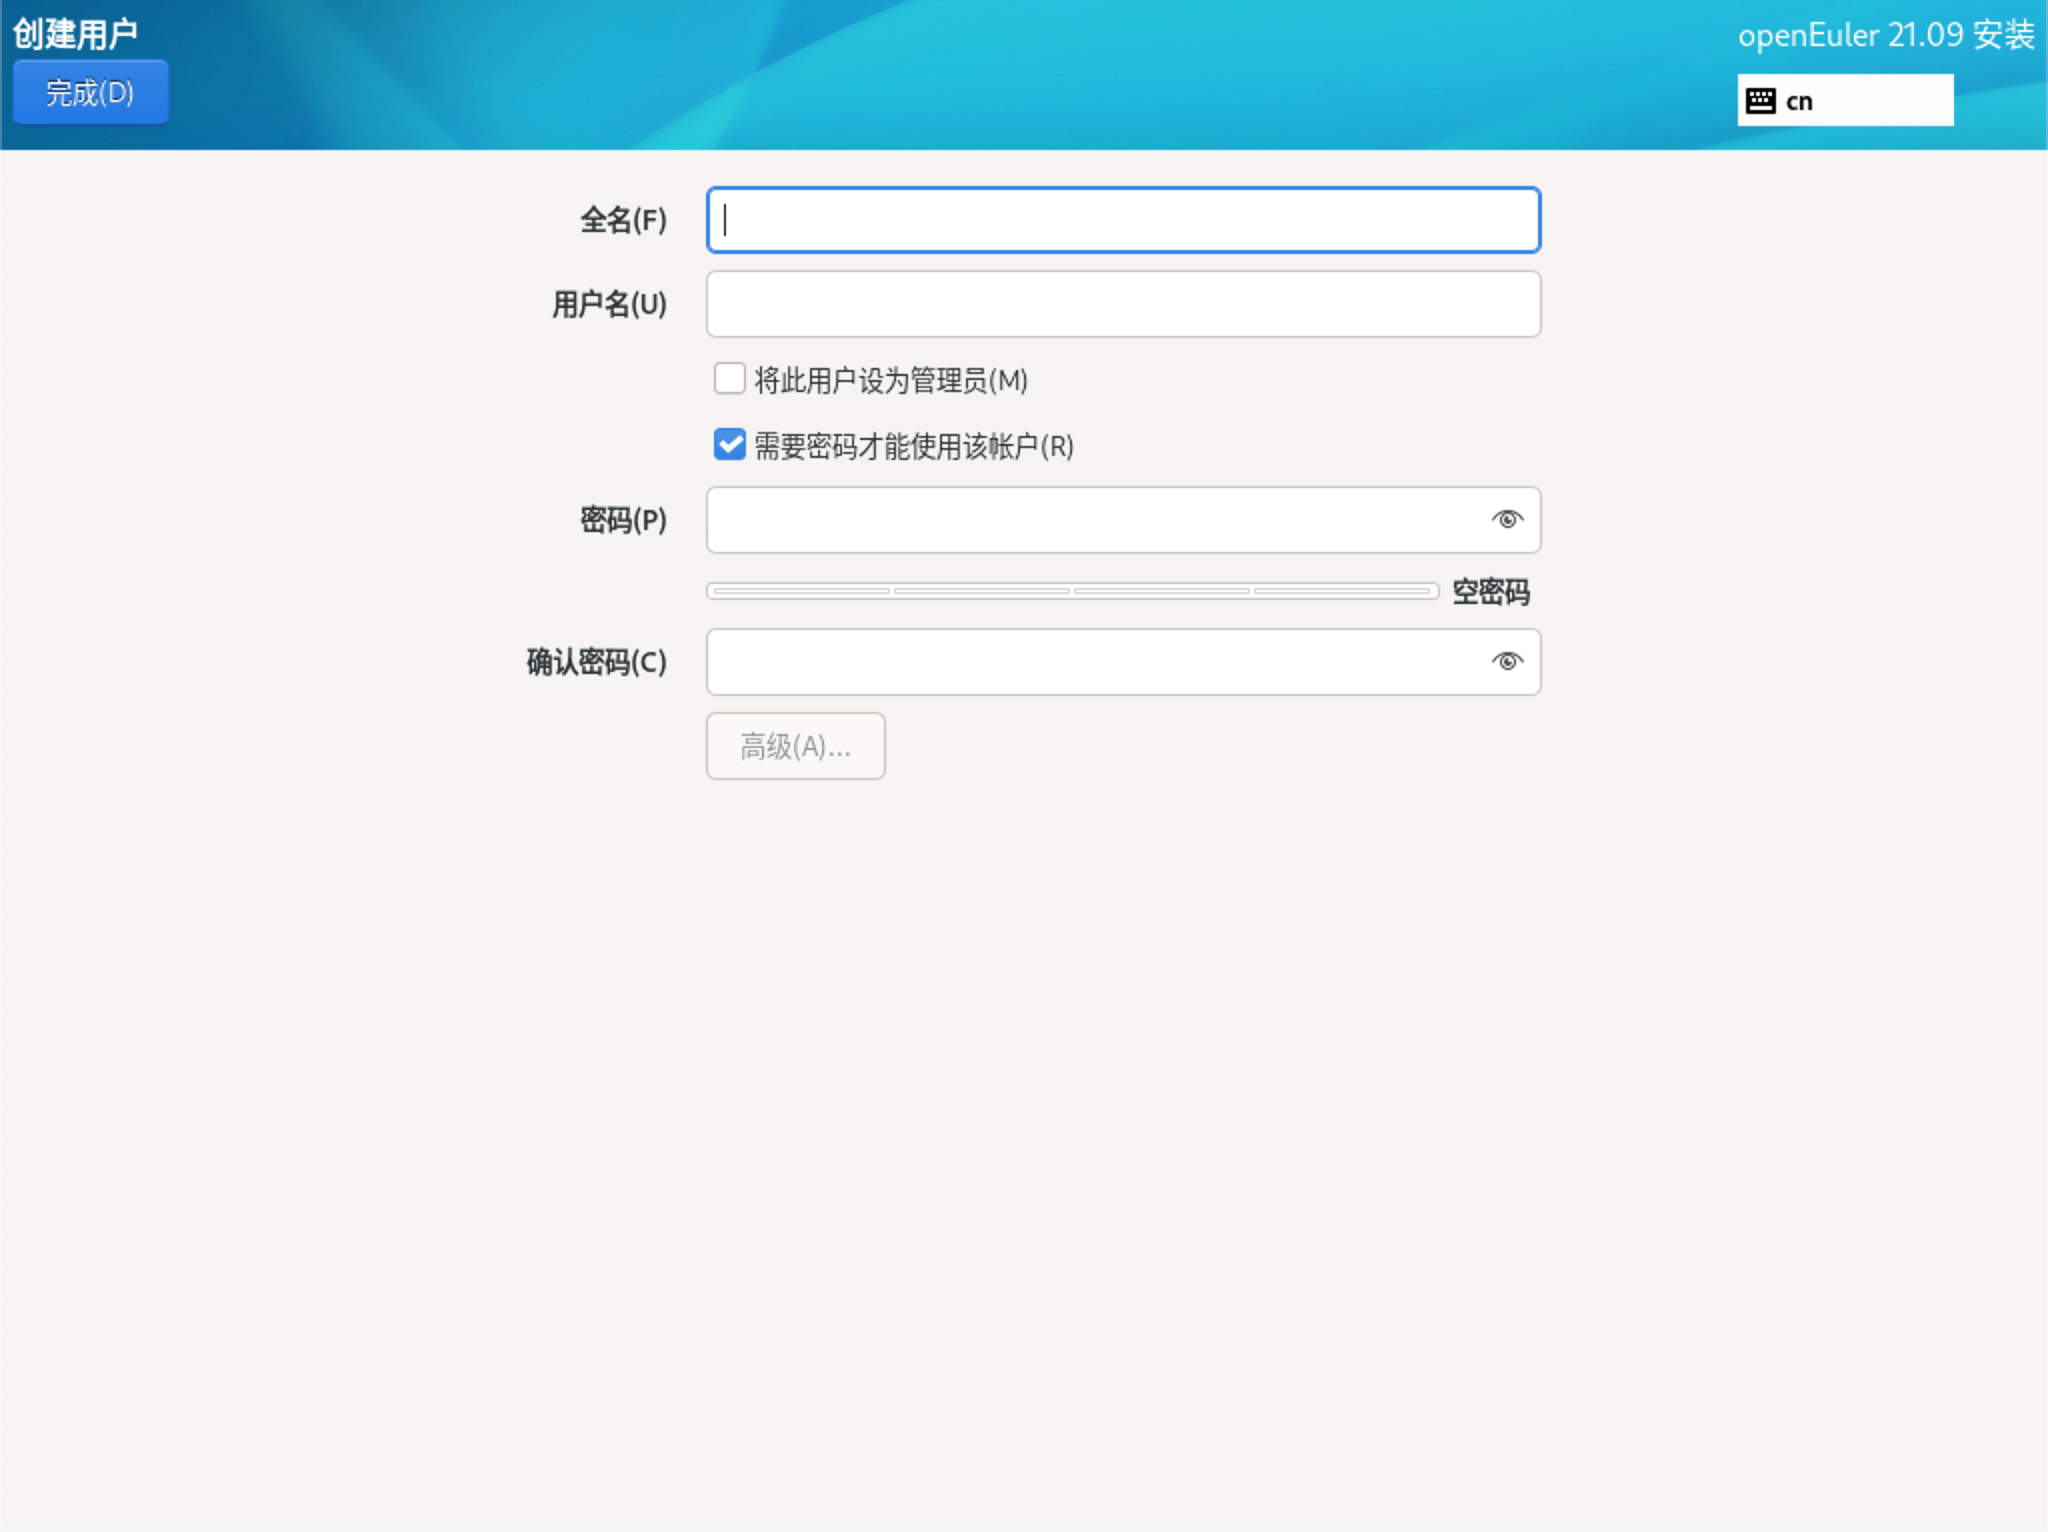 创建用户
openEuler 21.09 安装
完成(D)
cn
全名(F)
用户名(U)
将此用户设为管理员(M)
需要密码才能使用该帐户(R)
密码(P)
空密码
确认密码(C)
高级(A)...